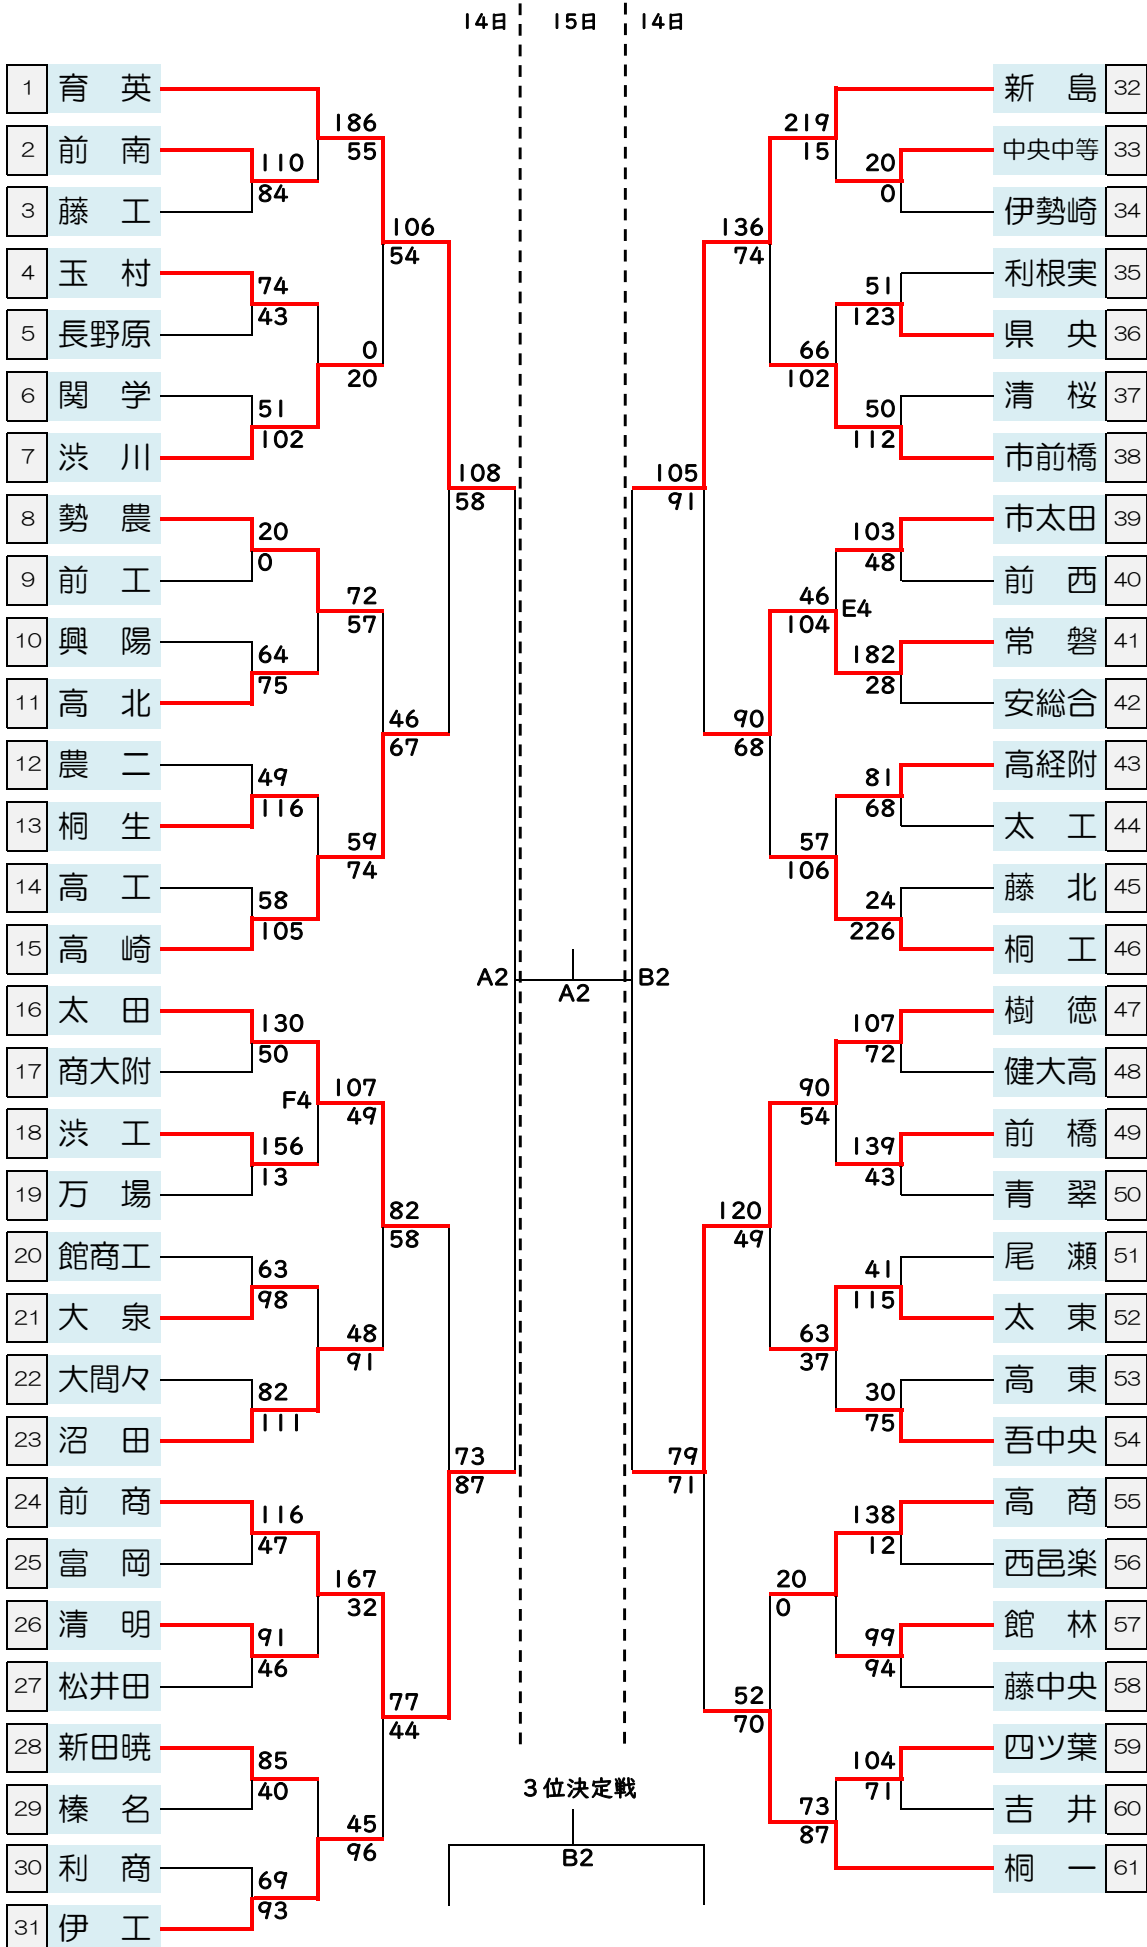 14日 15日 14日
1 育 英
2 前 南
3 藤 工
4 玉 村
5 長野原
6 関 学
7 渋 川
8 勢 農
9 前 工
10 興 陽
11 高 北
12 農 二
13 桐 生
14 高 工
15 高 崎
16 太 田
17 商大附
18 渋 工
19 万 場
20 館商工
21 大 泉
22 大間々
23 沼 田
24 前 商
25 富 岡
26 清 明
27 松井田
28 新田暁
29 榛 名
30 利 商
31 伊 工
110
84
74
43
51
102
20
0
64
75
49
116
58
105
130
50
156
13
63
98
82
111
116
47
91
46
85
40
69
93
186
55
0
20
72
57
59
74
F4
107
49
48
91
167
32
45
96
106
54
46
67
82
58
77
44
108
58
73
87
A2
A2
B2
3位決定戦
B2
105
91
79
71
136
74
90
68
120
49
52
70
219
15
66
102
46
104
E4
57
106
90
54
63
37
20
0
73
87
20
0
51
123
50
112
103
48
182
28
81
68
24
226
107
72
139
43
41
115
30
75
138
12
99
94
104
71
新 島 32
中央中等 33
伊勢崎 34
利根実 35
県 央 36
清 桜 37
市前橋 38
市太田 39
前 西 40
常 磐 41
安総合 42
高経附 43
太 工 44
藤 北 45
桐 工 46
樹 徳 47
健大高 48
前 橋 49
青 翠 50
尾 瀬 51
太 東 52
高 東 53
吾中央 54
高 商 55
西邑楽 56
館 林 57
藤中央 58
四ツ葉 59
吉 井 60
桐 一 61